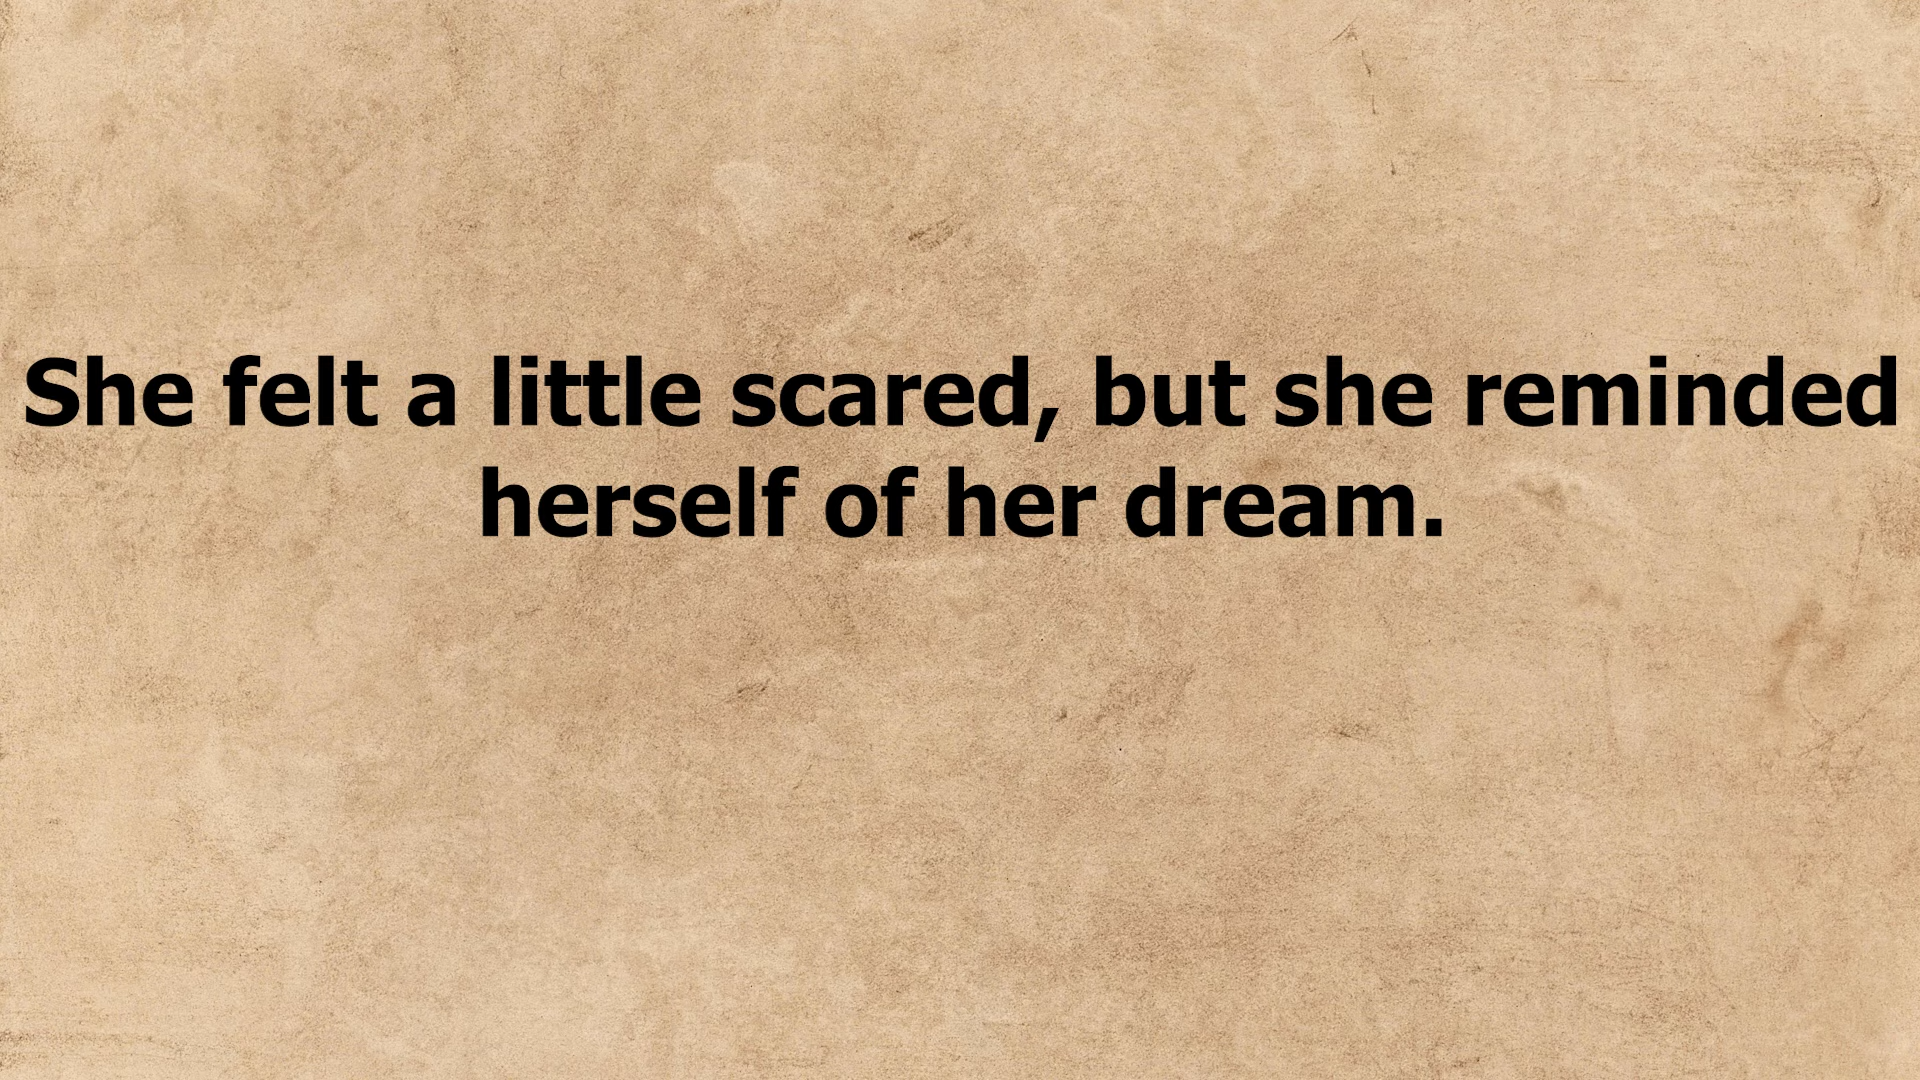 She felt a little scared, but she reminded
herself of her dream.